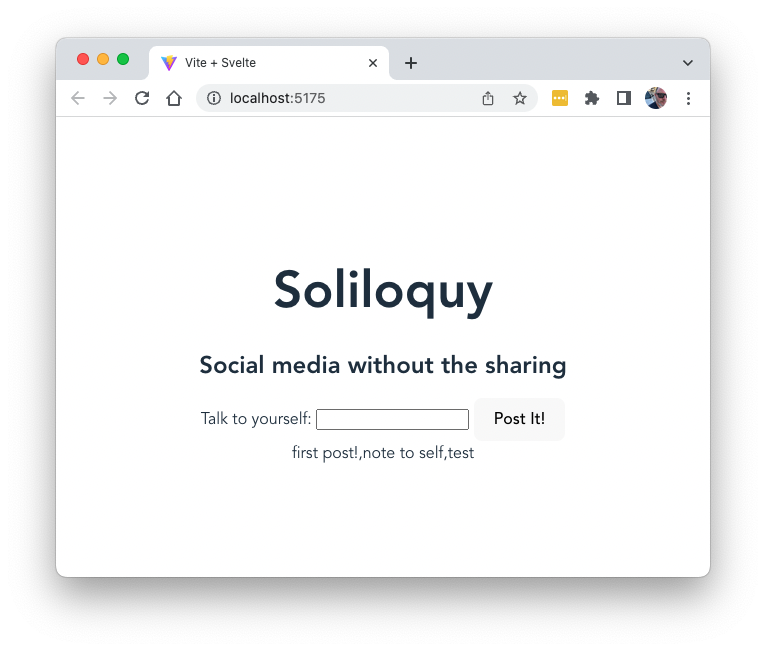 Vite + Svelte
localhost:5175
Soliloquy
Social media without the sharing
Talk to yourself: Post It!
first post!,note to self,test